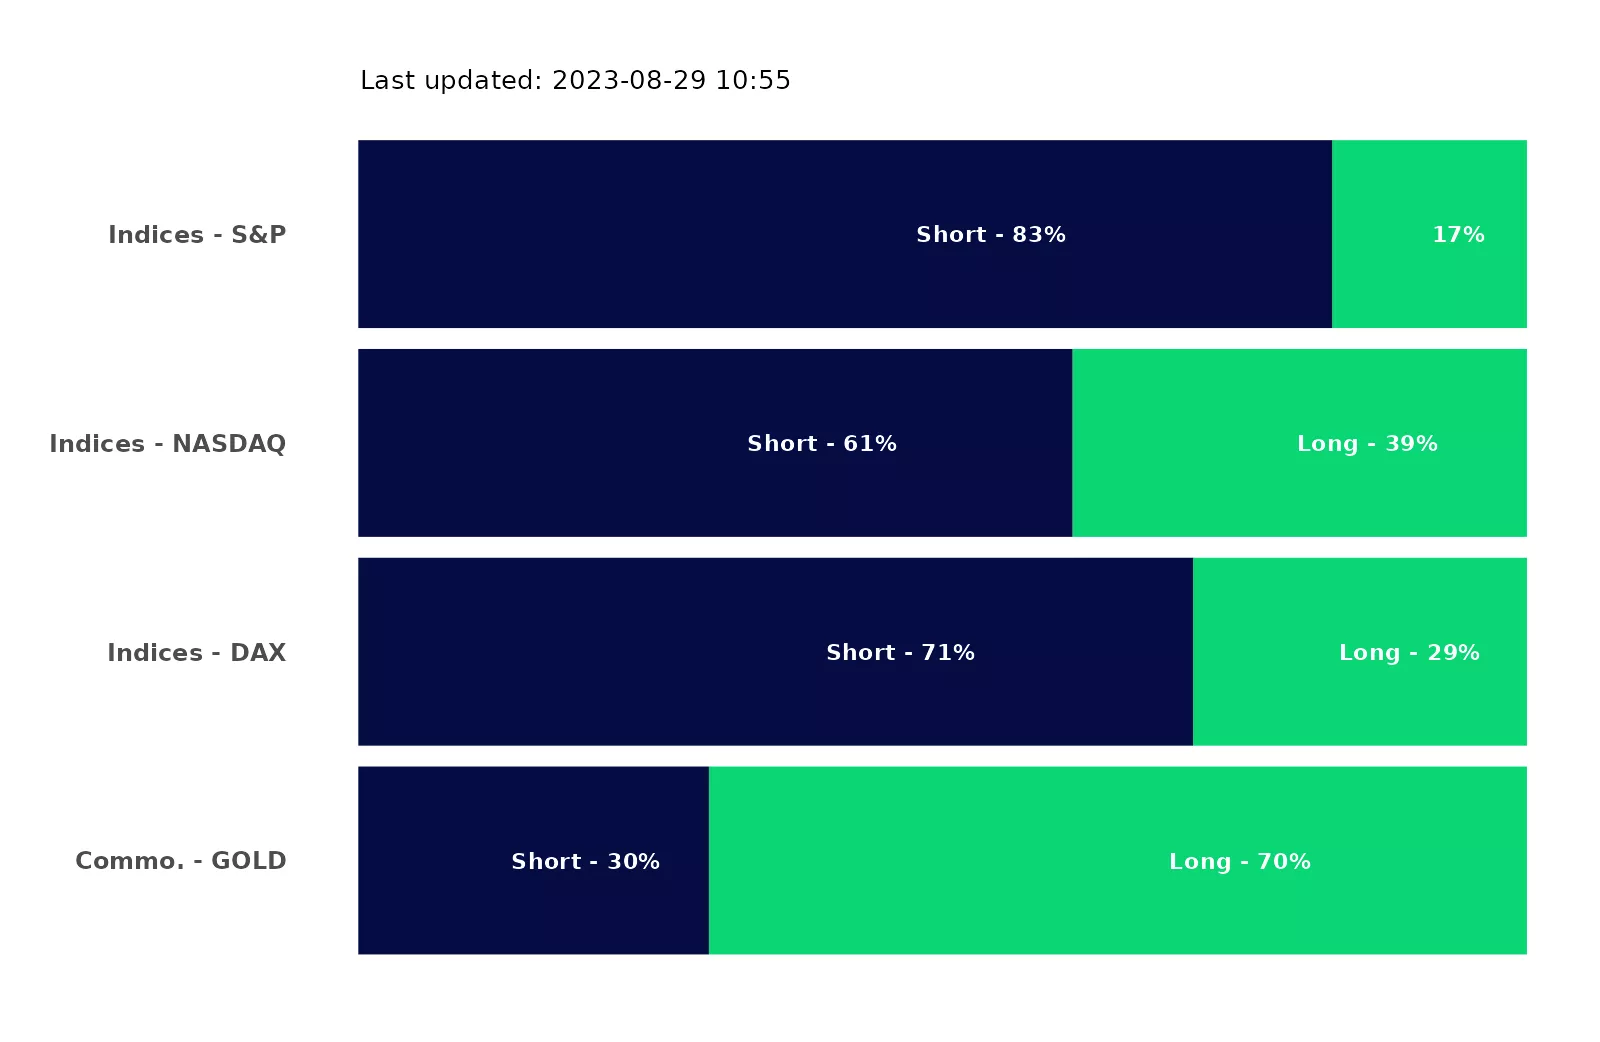 Last updated: 2023-08-29 10:55
Indices - S&P
Short - 83%
17%
Indices - NASDAQ
Short - 61%
Long - 39%
Indices - DAX
Short - 71%
Long - 29%
Commo. - GOLD
Short - 30%
Long - 70%